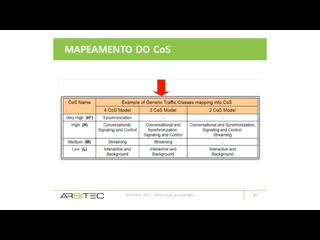 MAPEAMENTO DO CoS
CoS Name
Example of Generic Traffic Classes mapping into CoS
4 CoS Model
3 CoS Model
2 CoS Model
Very High (H+)
Synchronization
-
-
High (H)
Conversational,
Signaling and Control
Conversational and
Synchronization,
Signaling and Control
Conversational and Synchronization,
Signaling and Control,
Streaming
Medium (M)
Streaming
Streaming
Low (L)
Interactive and
Background
Interactive and
Background
Interactive and
Background
ARSITEC